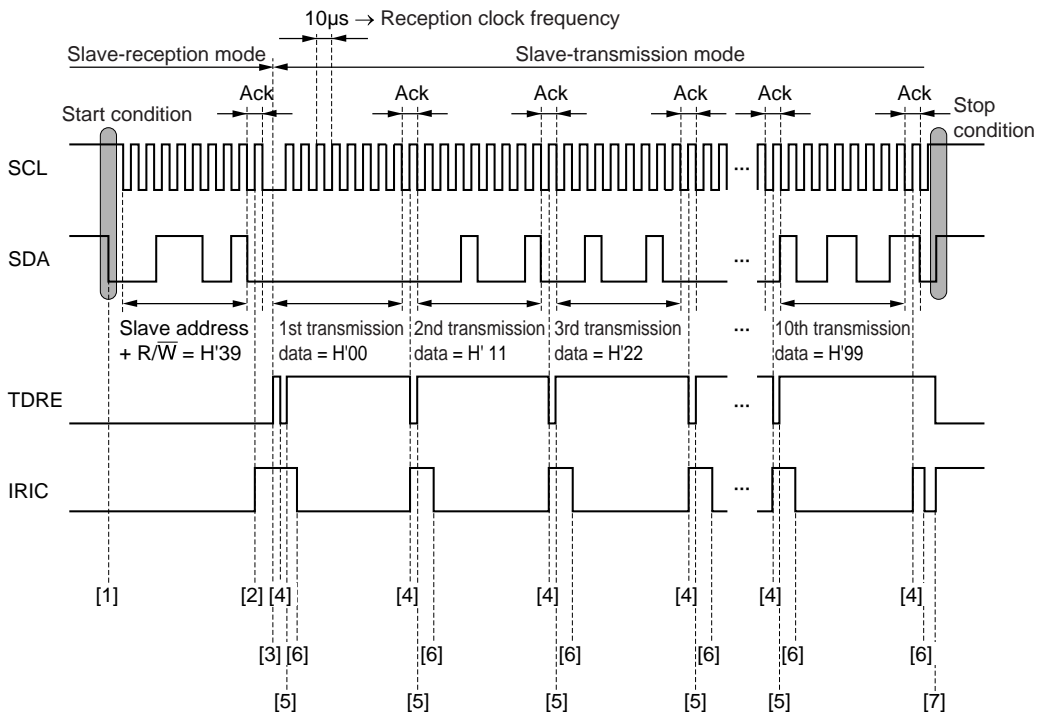 10µs → Reception clock frequency
Slave-reception mode
Slave-transmission mode
Ack
Ack
Ack
Ack
Ack
Ack
Start condition
Stop
condition
SCL
...
SDA
...
Slave address
+ R/W̅ = H'39
1st transmission
data = H'00
2nd transmission
data = H' 11
3rd transmission
data = H'22
...
10th transmission
data = H'99
TDRE
...
IRIC
...
[1]
[2]
[4]
[4]
[4]
[4]
[4]
[4]
[3]
[6]
[6]
[6]
[6]
[6]
[6]
[5]
[5]
[5]
[5]
[5]
[7]